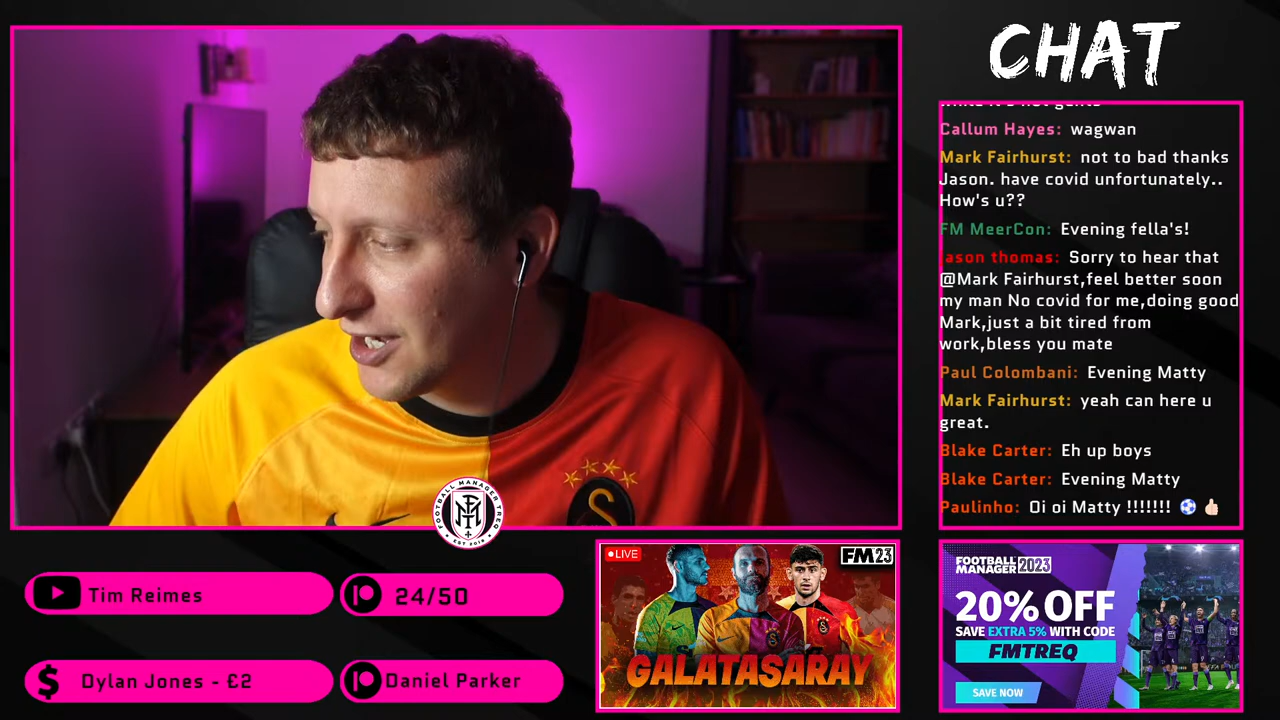 CHAT
Callum Hayes: wagwan
Mark Fairhurst: not to bad thanks
Jason. have covid unfortunately..
How's u??
FM MeerCon: Evening fella's!
jason thomas: Sorry to hear that
@Mark Fairhurst,feel better soon
my man No covid for me,doing good
Mark,just a bit tired from
work,bless you mate
Paul Colombani: Evening Matty
Mark Fairhurst: yeah can here u
great.
Blake Carter: Eh up boys
Blake Carter: Evening Matty
Paulinho: Oi oi Matty !!!!!!! ⚽ 👍🏻
FOOTBALL MANAGER TREQ
Tim Reimes
24/50
Dylan Jones - £2
Daniel Parker
LIVE
FM23
GALATASARAY
FOOTBALL
MANAGER 2023
20% OFF
SAVE EXTRA 5% WITH CODE
FMTREQ
SAVE NOW